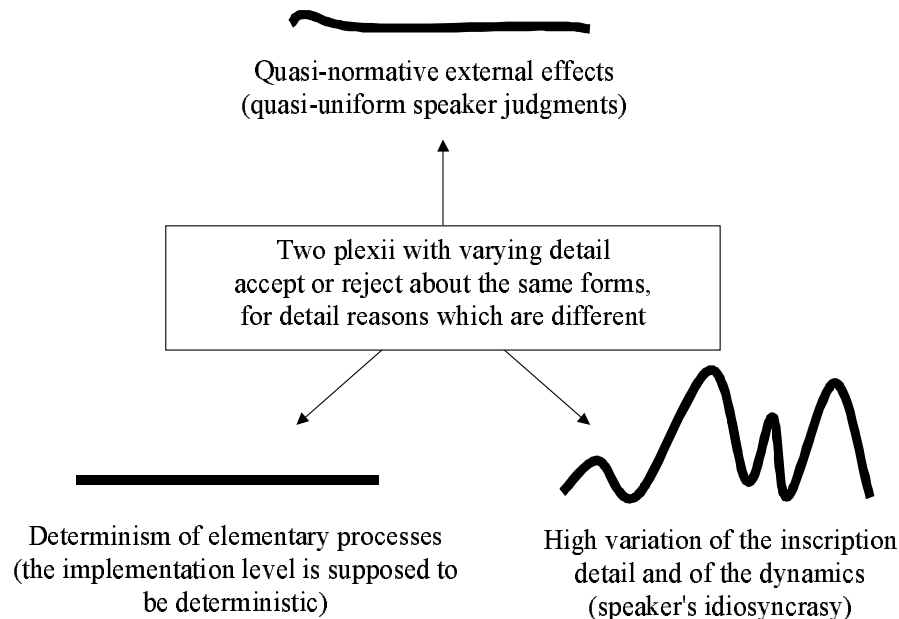 Quasi-normative external effects
(quasi-uniform speaker judgments)
Two plexii with varying detail
accept or reject about the same forms,
for detail reasons which are different
Determinism of elementary processes
(the implementation level is supposed to
be deterministic)
High variation of the inscription
detail and of the dynamics
(speaker's idiosyncrasy)